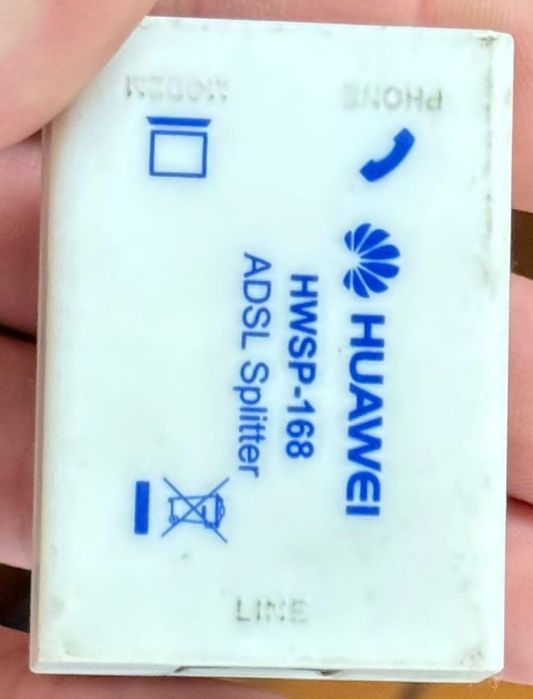 MODEM
PHONE
HUAWEI
HWSP-168
ADSL Splitter
LINE